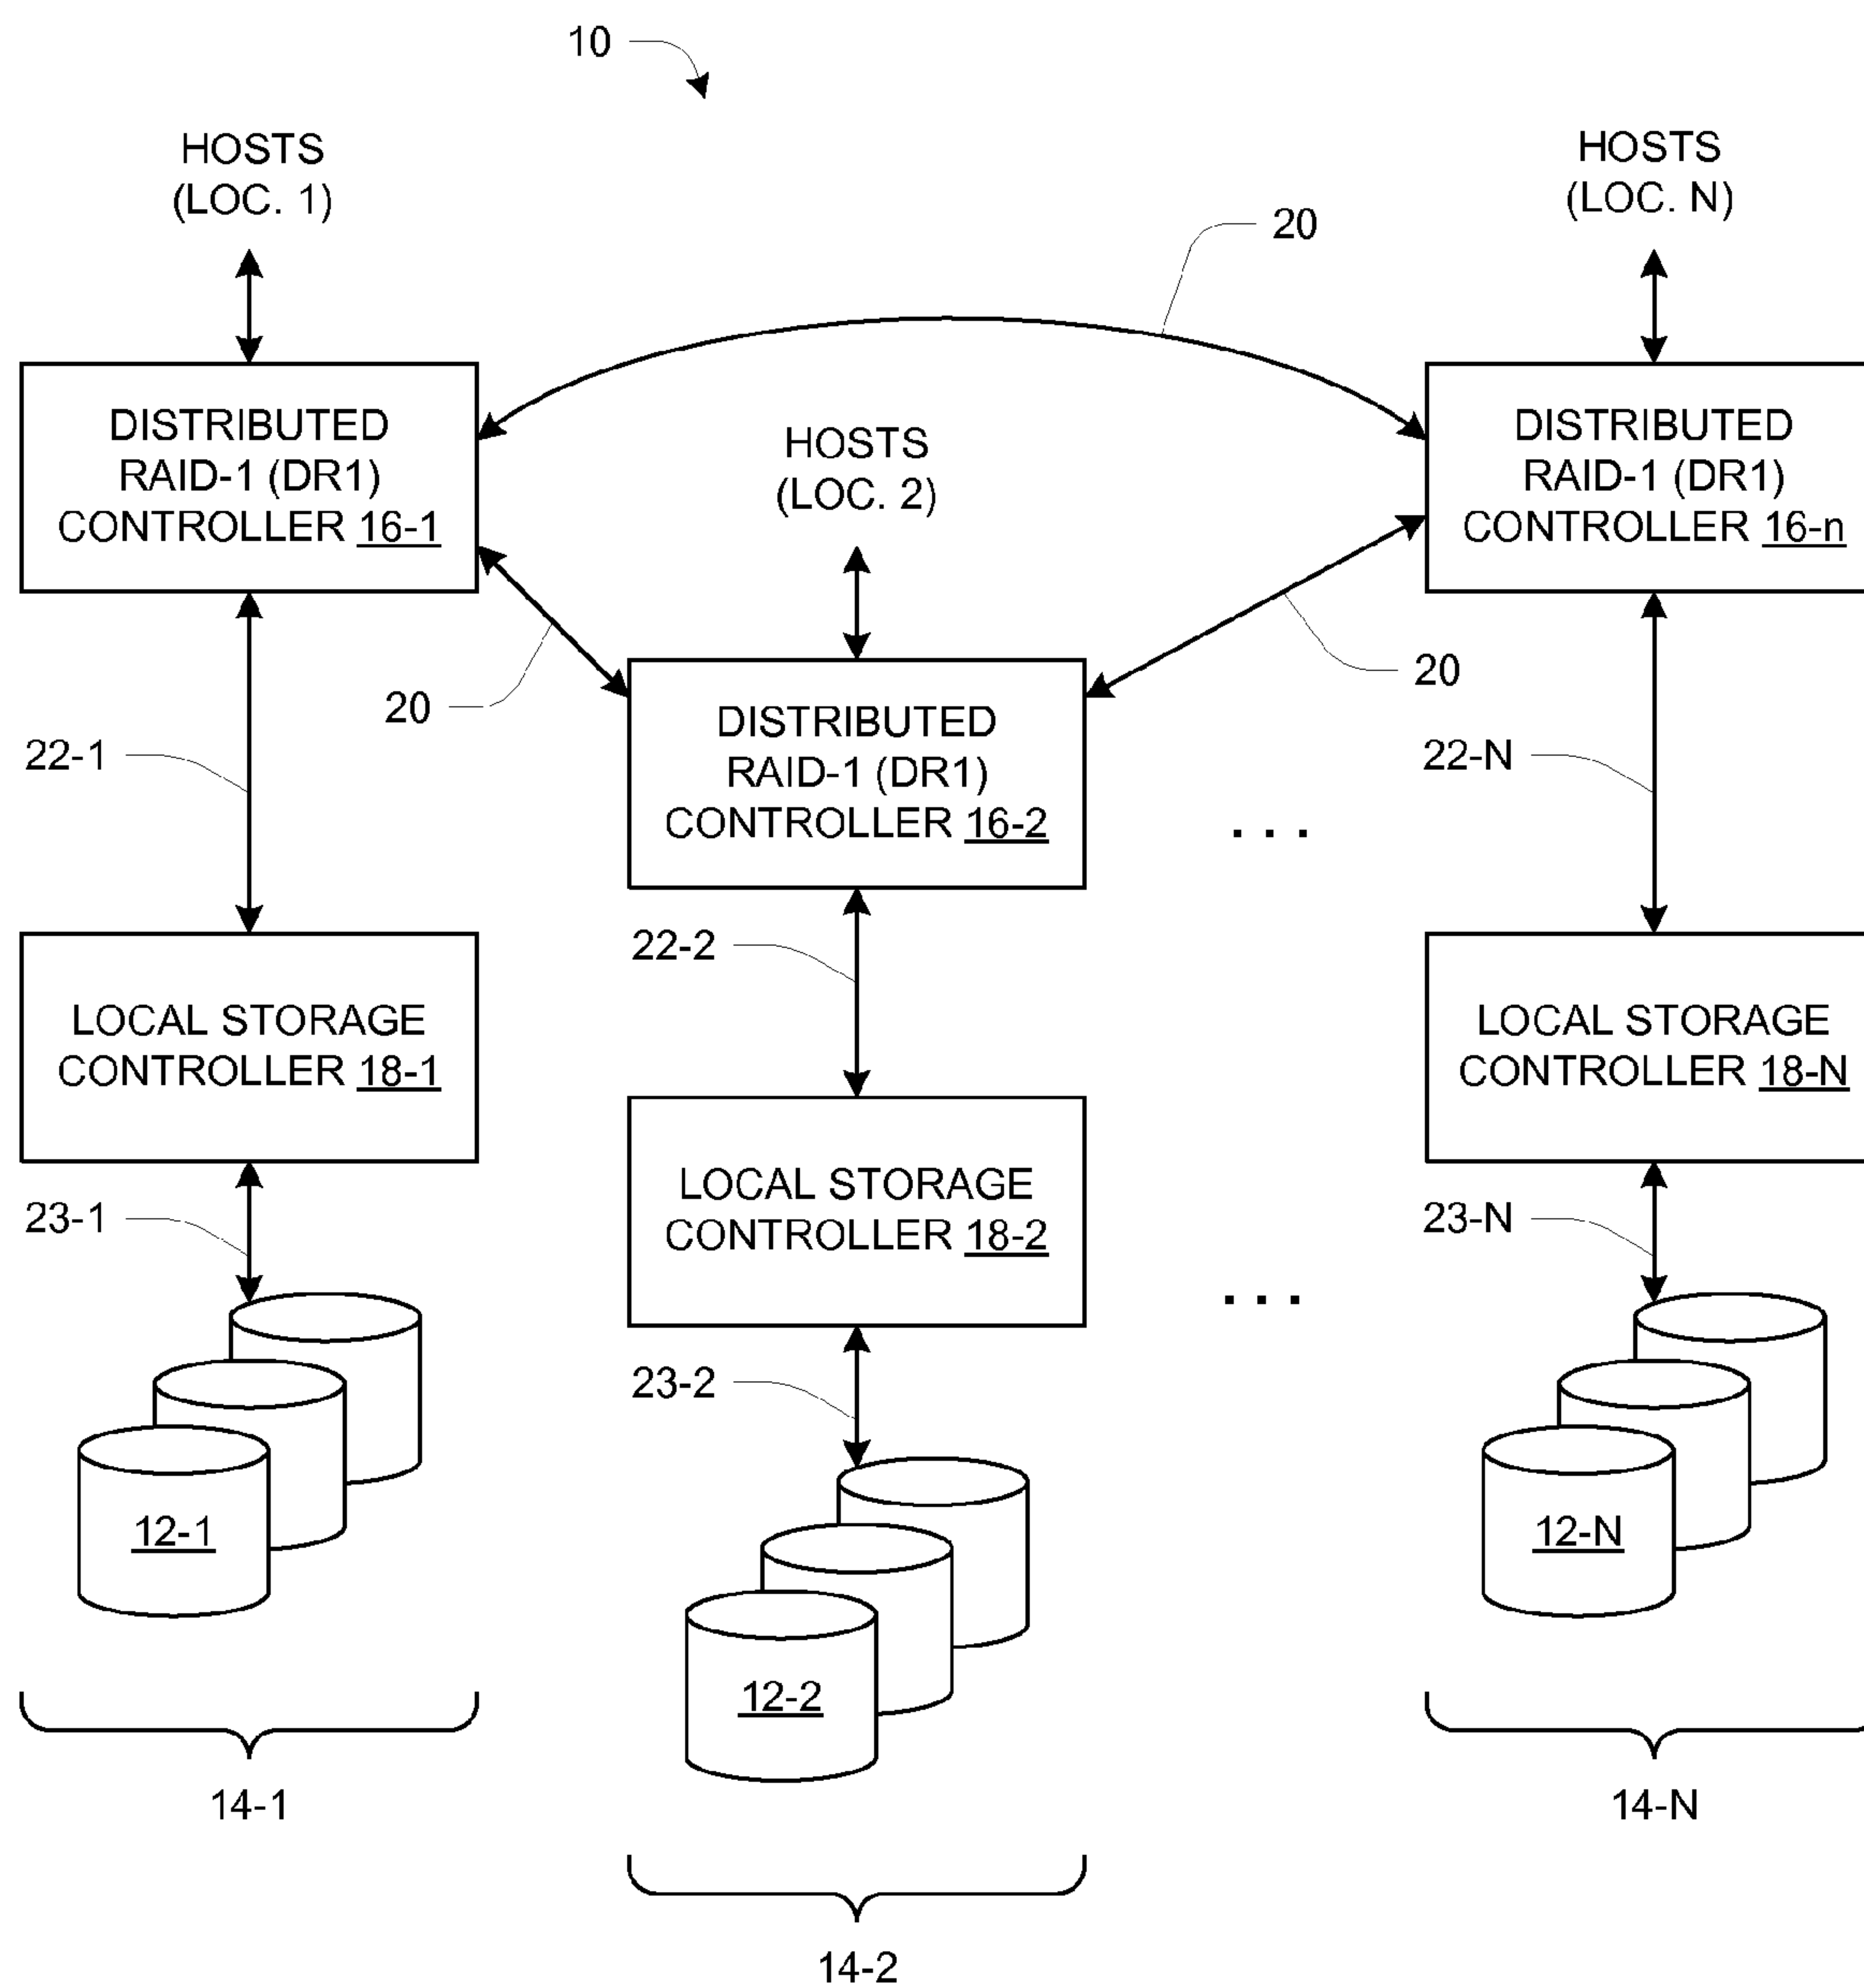 10
HOSTS
(LOC. 1)
HOSTS
(LOC. N)
20
DISTRIBUTED
RAID-1 (DR1)
CONTROLLER 16-1
HOSTS
(LOC. 2)
DISTRIBUTED
RAID-1 (DR1)
CONTROLLER 16-n
20
20
DISTRIBUTED
RAID-1 (DR1)
CONTROLLER 16-2
22-1
22-N
. . .
22-2
LOCAL STORAGE
CONTROLLER 18-1
LOCAL STORAGE
CONTROLLER 18-N
LOCAL STORAGE
CONTROLLER 18-2
23-1
23-N
. . .
23-2
12-1
12-N
12-2
14-1
14-N
14-2